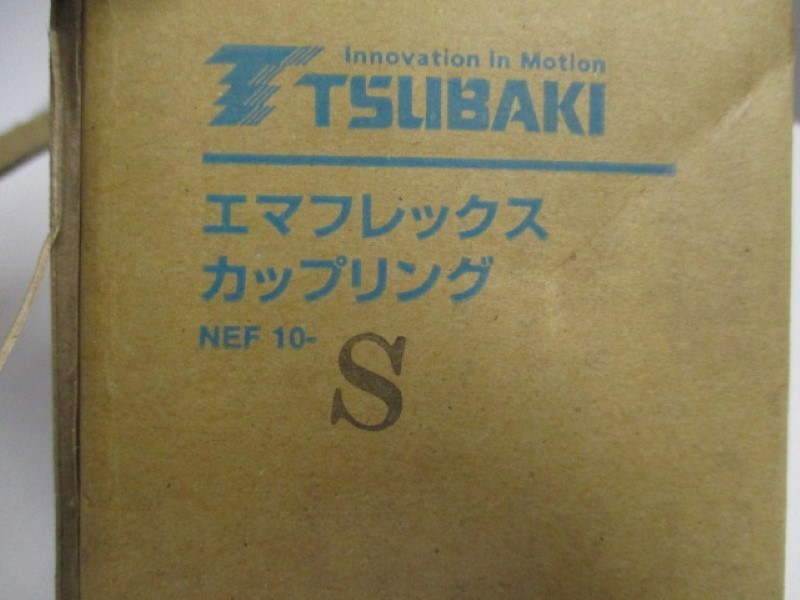 Innovation in Motion
TSUBAKI
エマフレックス
カップリング
NEF 10-
S